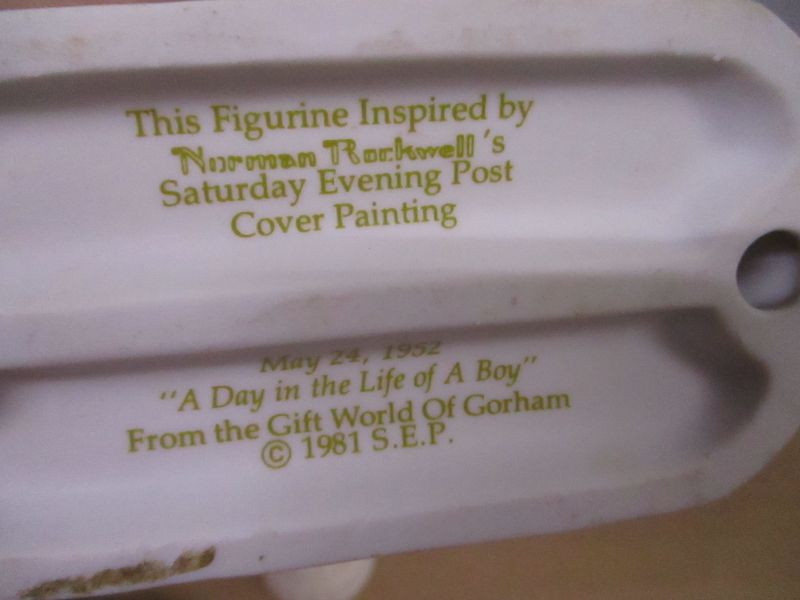 This Figurine Inspired by
Norman Rockwell's
Saturday Evening Post
Cover Painting
May 24, 1952
"A Day in the Life of A Boy"
From the Gift World Of Gorham
© 1981 S.E.P.